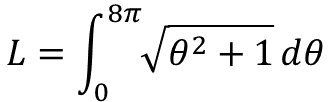 L = ∫₀^{8π} √(θ² + 1) dθ